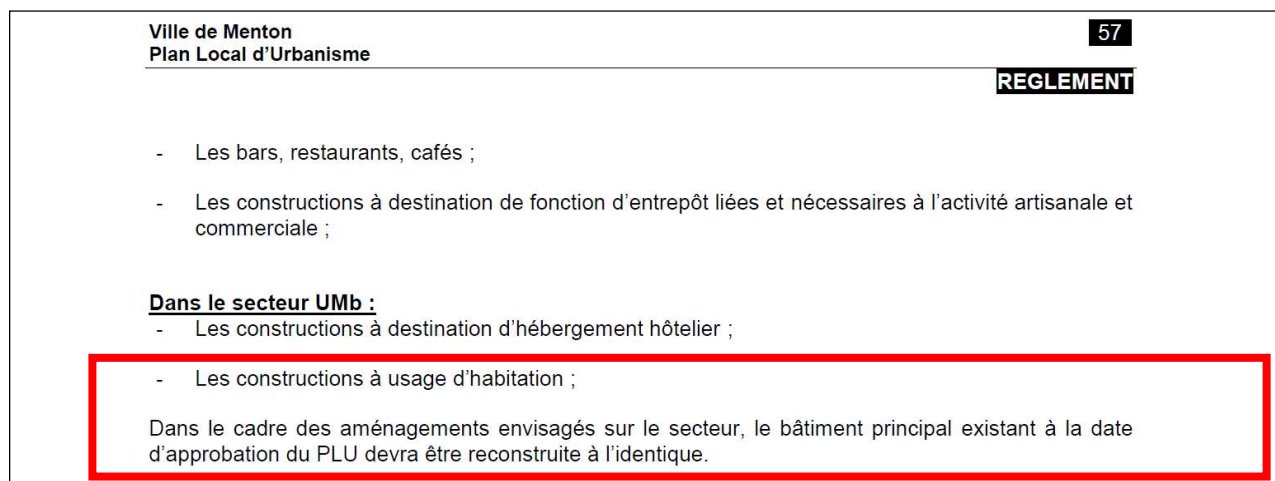 Ville de Menton
57
Plan Local d’Urbanisme
REGLEMENT
- Les bars, restaurants, cafés ;
- Les constructions à destination de fonction d’entrepôt liées et nécessaires à l’activité artisanale et
commerciale ;
Dans le secteur UMb :
- Les constructions à destination d’hébergement hôtelier ;
- Les constructions à usage d’habitation ;
Dans le cadre des aménagements envisagés sur le secteur, le bâtiment principal existant à la date
d’approbation du PLU devra être reconstruite à l’identique.